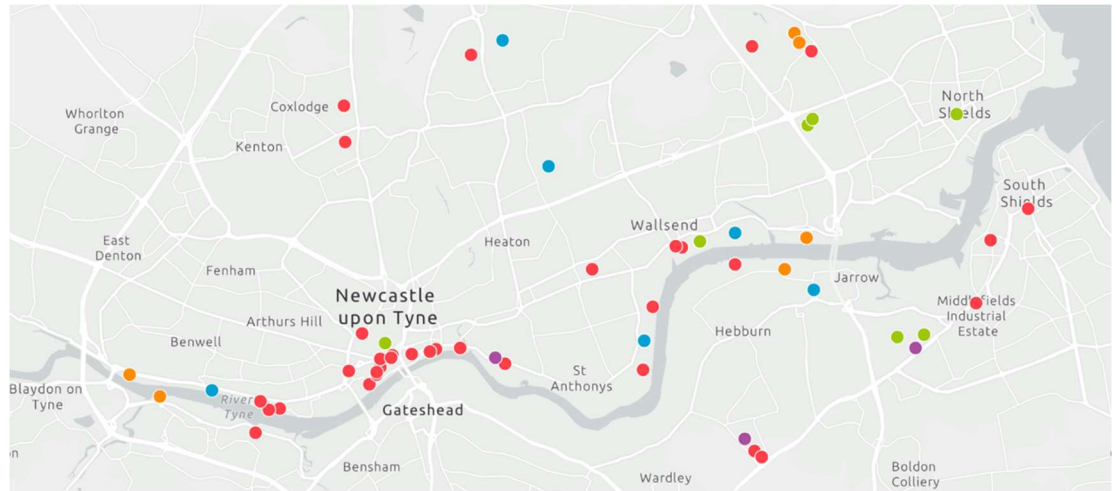 Whorlton
Grange
Coxlodge
Kenton
North
Shields
South
Shields
East
Denton
Fenham
Heaton
Wallsend
Jarrow
Newcastle
upon Tyne
Arthurs Hill
Benwell
Hebburn
Middlefields
Industrial
Estate
Blaydon on
Tyne
River
Tyne
St
Anthonys
Gateshead
Bensham
Wardley
Boldon
Colliery